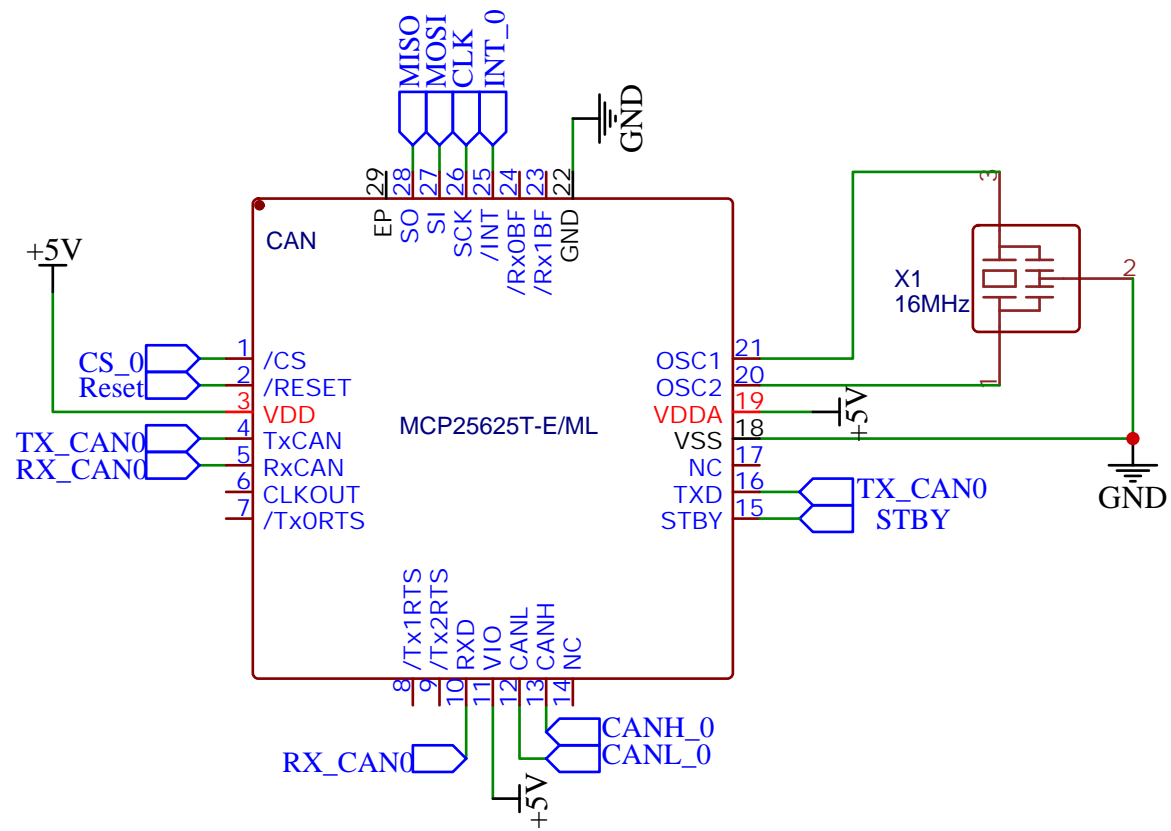 MISO
MOSI
CLK
INT_0
GND
29
28
27
26
25
24
23
22
EP
SO
SI
SCK
/INT
/Rx0BF
/Rx1BF
GND
CAN
+5V
3
X1
16MHz
2
1
CS_0
1
/CS
Reset
2
/RESET
3
VDD
TX_CAN0
4
TxCAN
RX_CAN0
5
RxCAN
6
CLKOUT
7
/Tx0RTS
MCP25625T-E/ML
OSC1
21
OSC2
20
VDDA
19
+5V
VSS
18
NC
17
TXD
16
TX_CAN0
STBY
15
STBY
GND
/Tx1RTS
/Tx2RTS
RXD
VIO
CANL
CANH
NC
8
9
10
11
12
13
14
RX_CAN0
CANH_0
CANL_0
+5V